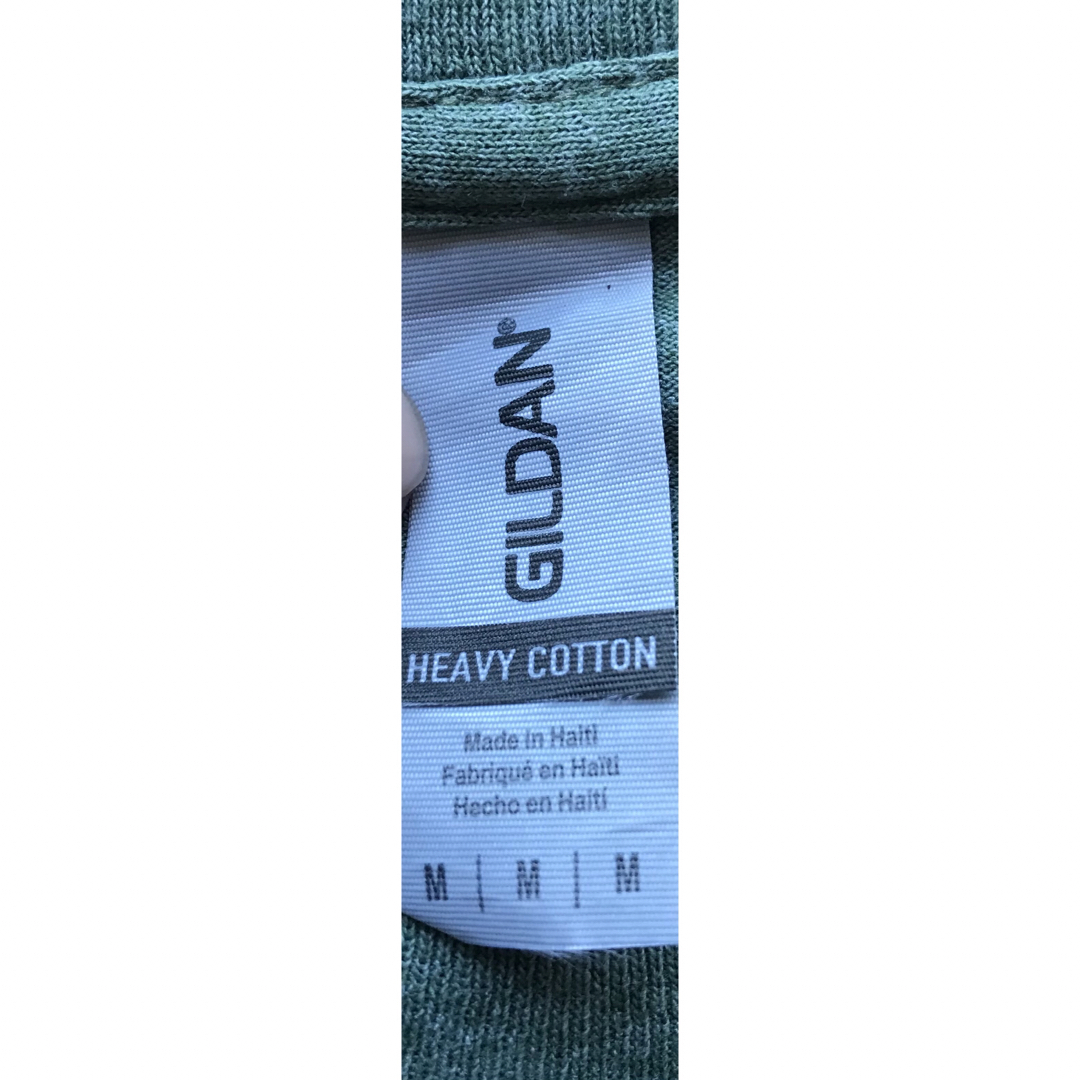 GILDAN®
HEAVY COTTON
Made in Haiti
Fabriqué en Haïti
Hecho en Haití
M | M | M